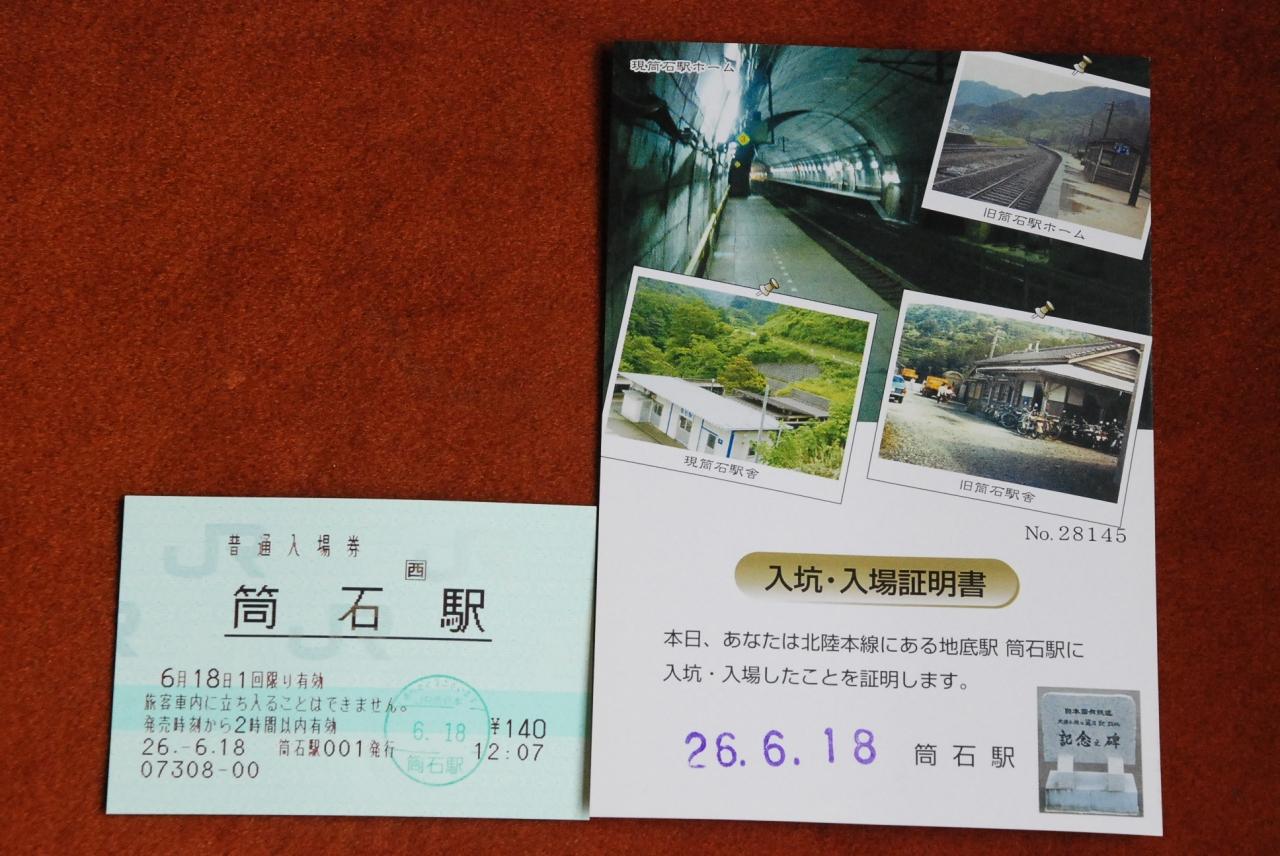 普通入場券
西
筒石駅
6月18日1回限り有効
旅客車内に立ち入ることはできません。
発売時刻から2時間以内有効
¥140
26.-6.18 筒石駅001発行 12:07
07308-00
6.18
筒石駅
現筒石駅ホーム
旧筒石駅ホーム
現筒石駅舎
旧筒石駅舎
No.28145
入坑・入場証明書
本日、あなたは北陸本線にある地底駅 筒石駅に
入坑・入場したことを証明します。
26.6.18 筒石駅
日本国有鉄道
記念之碑